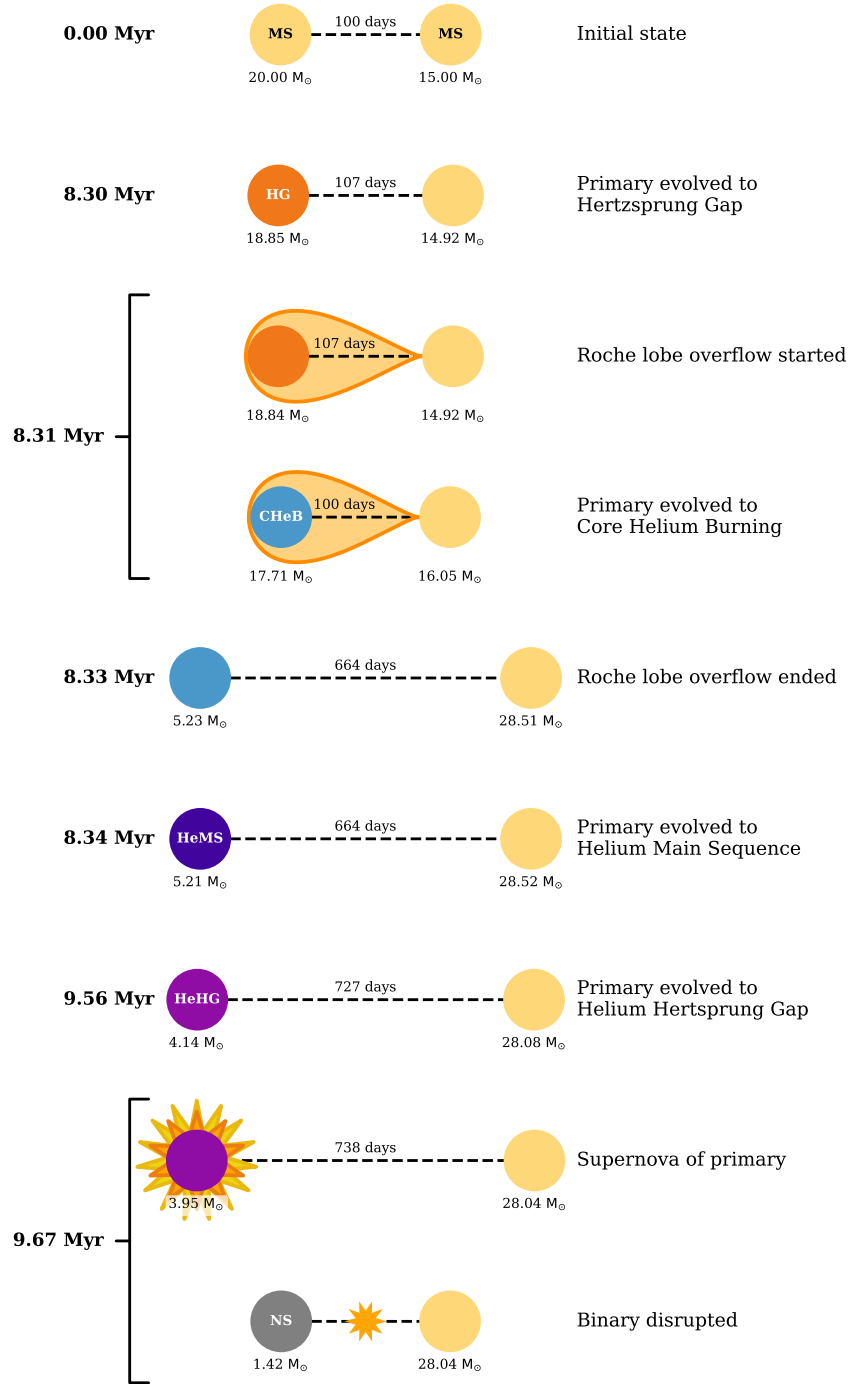 0.00 Myr
MS
100 days
MS
Initial state
20.00 M☉
15.00 M☉
8.30 Myr
HG
107 days
Primary evolved to
Hertzsprung Gap
18.85 M☉
14.92 M☉
8.31 Myr
107 days
Roche lobe overflow started
18.84 M☉
14.92 M☉
CHeB
100 days
Primary evolved to
Core Helium Burning
17.71 M☉
16.05 M☉
8.33 Myr
664 days
Roche lobe overflow ended
5.23 M☉
28.51 M☉
8.34 Myr
HeMS
664 days
Primary evolved to
Helium Main Sequence
5.21 M☉
28.52 M☉
9.56 Myr
HeHG
727 days
Primary evolved to
Helium Hertsprung Gap
4.14 M☉
28.08 M☉
9.67 Myr
738 days
Supernova of primary
3.95 M☉
28.04 M☉
NS
Binary disrupted
1.42 M☉
28.04 M☉